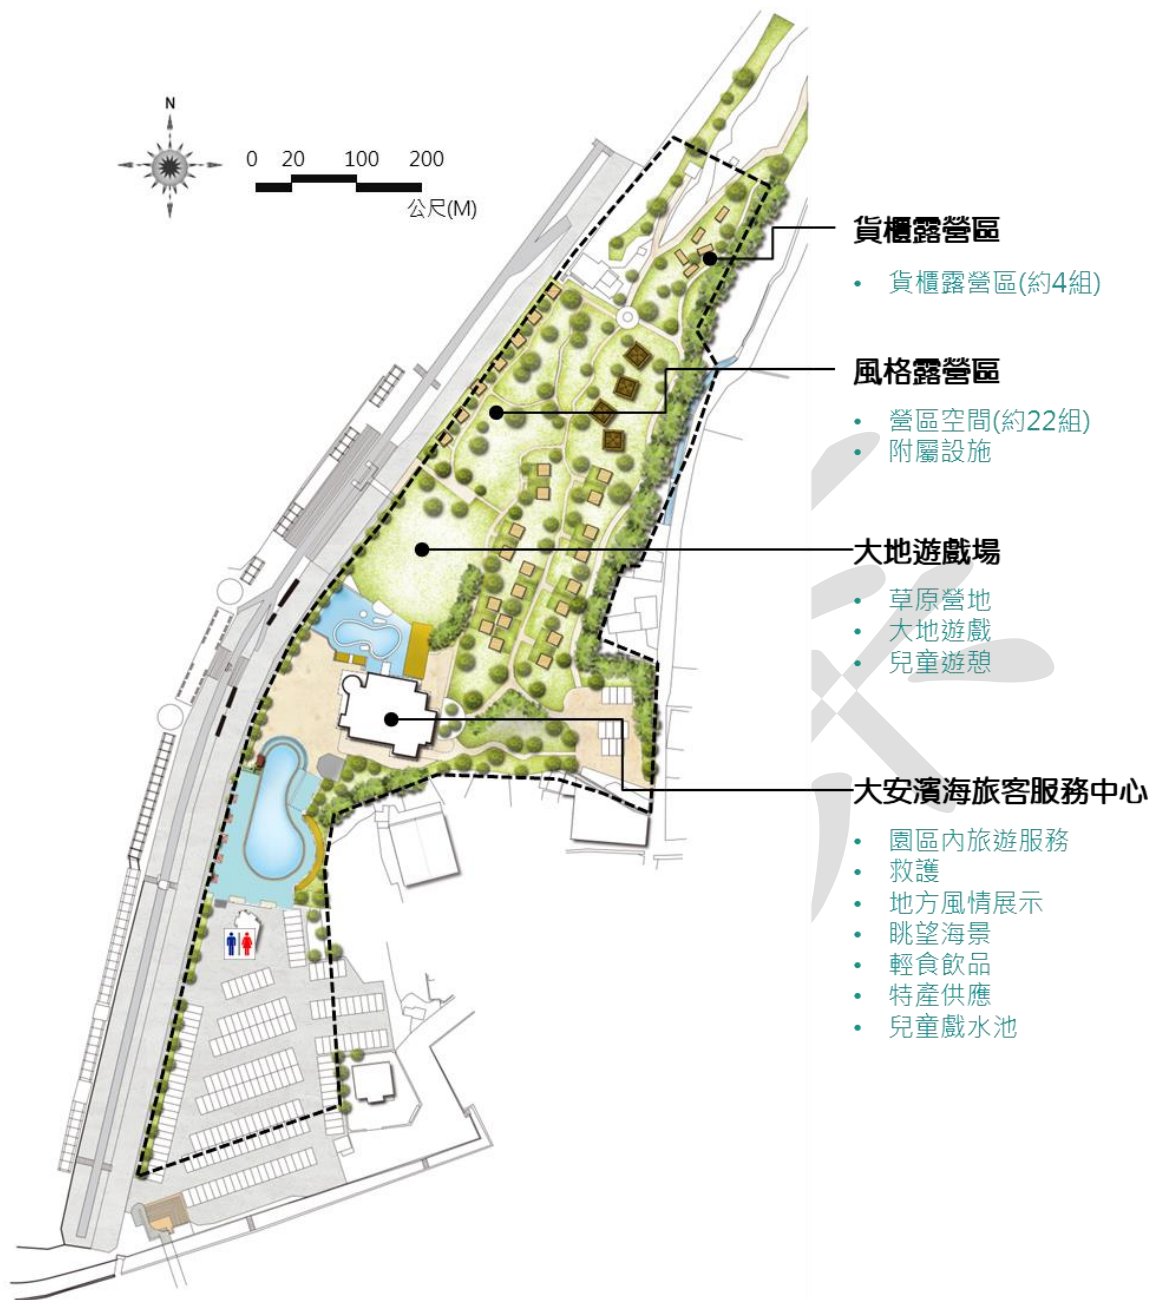 N
0 20 100 200
公尺(M)
貨櫃露營區
• 貨櫃露營區(約4組)
風格露營區
• 營區空間(約22組)
• 附屬設施
大地遊戲場
• 草原營地
• 大地遊戲
• 兒童遊憩
大安濱海旅客服務中心
• 園區內旅遊服務
• 救護
• 地方風情展示
• 眺望海景
• 輕食飲品
• 特產供應
• 兒童戲水池